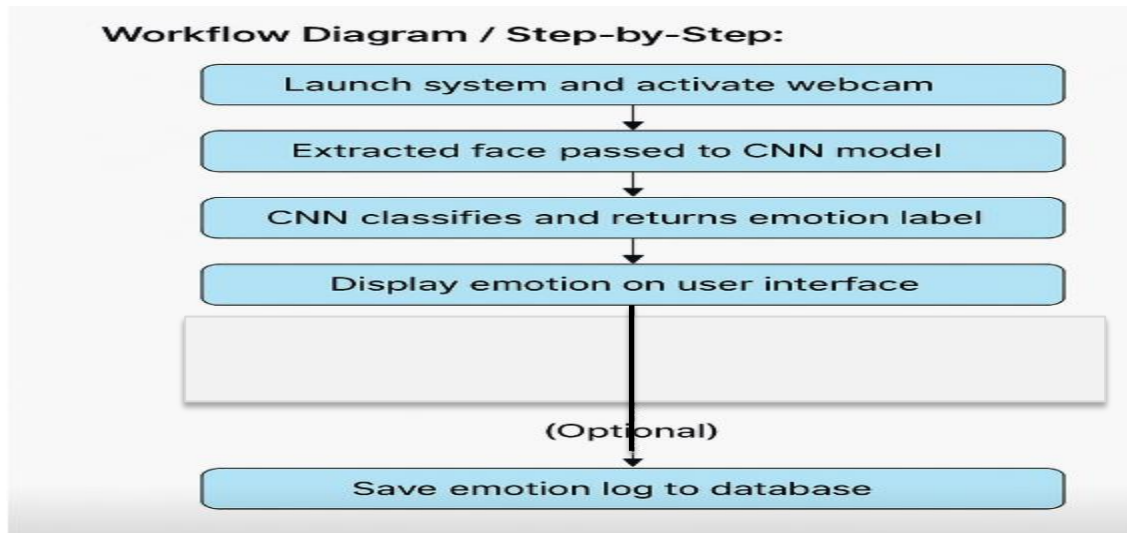 Workflow Diagram / Step-by-Step:
Launch system and activate webcam
Extracted face passed to CNN model
CNN classifies and returns emotion label
Display emotion on user interface
(Optional)
Save emotion log to database